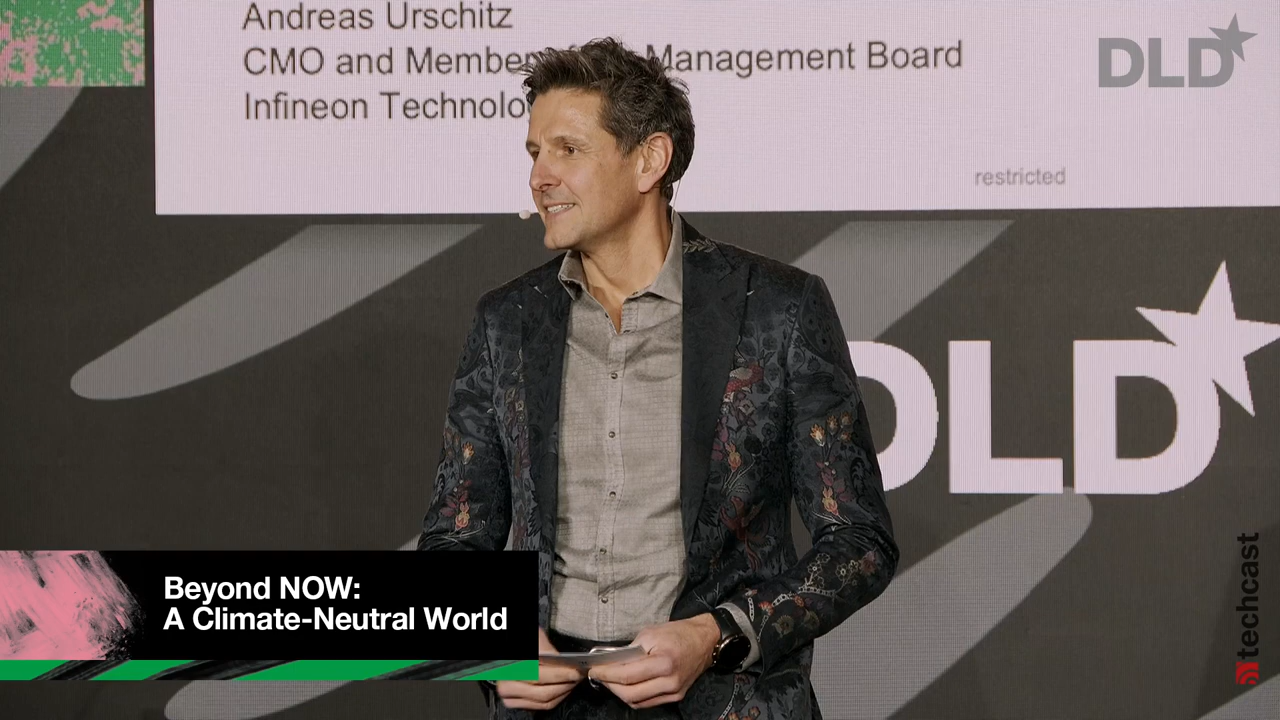 Andreas Urschitz
CMO and Member Management Board
Infineon Technolo
restricted
DLD
DLD
Beyond NOW:
A Climate-Neutral World
techcast